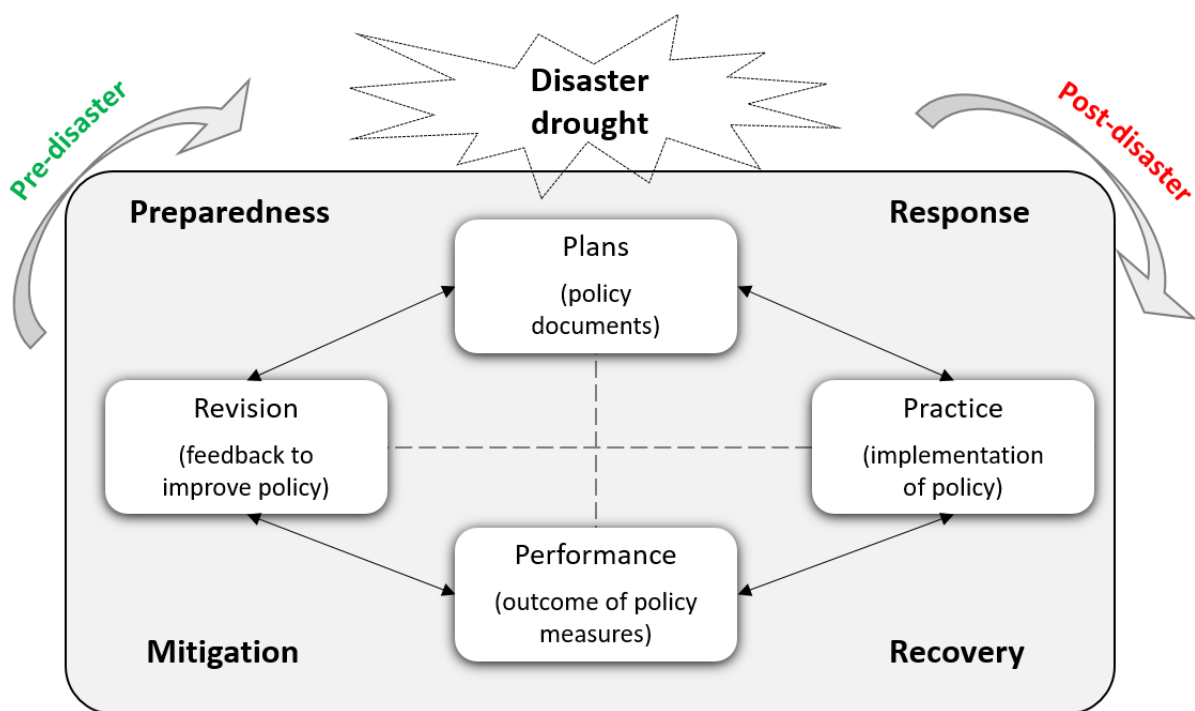 Disaster
drought
Pre-disaster
Post-disaster
Preparedness
Response
Plans
(policy
documents)
Revision
(feedback to
improve policy)
Practice
(implementation
of policy)
Performance
(outcome of policy
measures)
Mitigation
Recovery